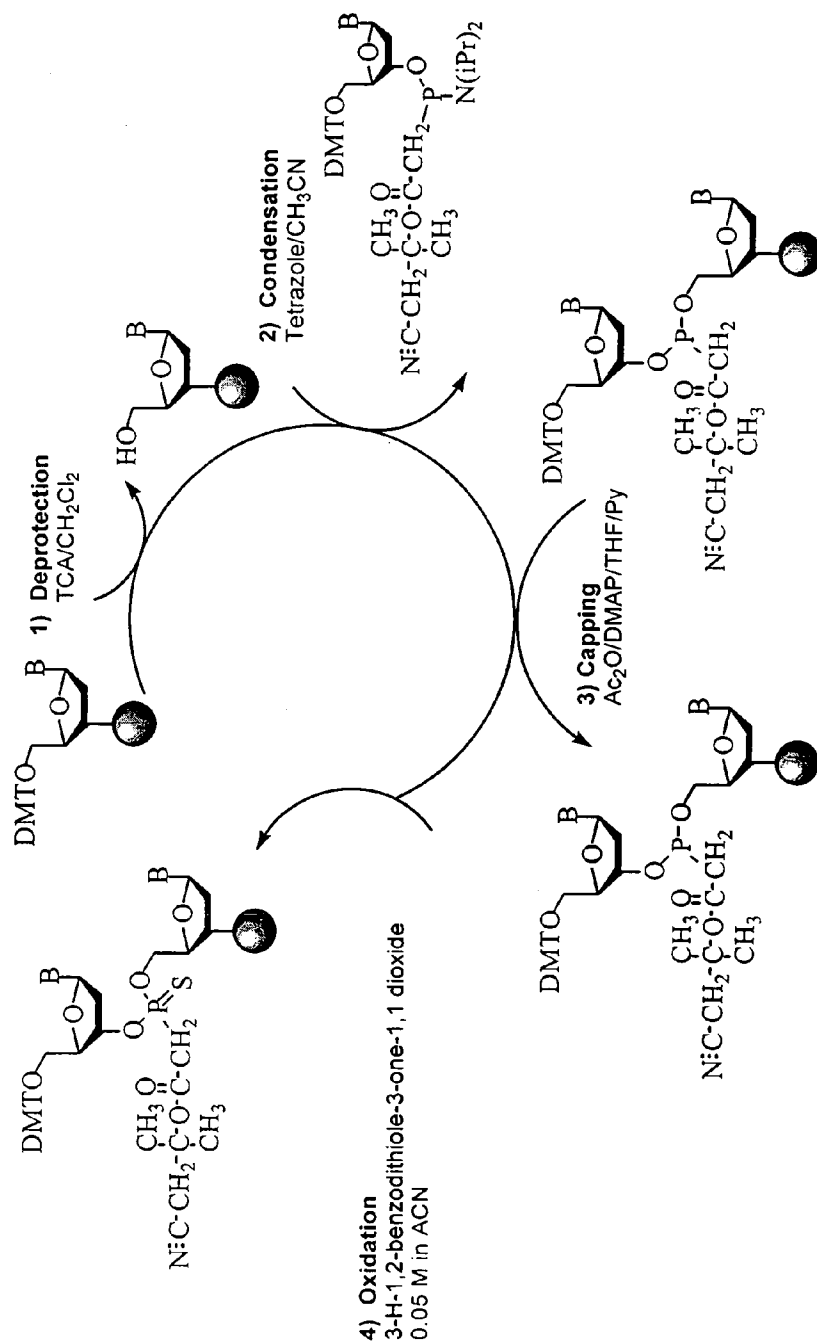 DMTO
O
B
1) Deprotection
TCA/CH2Cl2
HO
O
B
2) Condensation
Tetrazole/CH3CN
DMTO
O
B
O
CH3 O
N≡C-CH2-C-O-C-CH2
CH3
P
N(iPr)2
DMTO
O
B
O
P-O
O
B
CH3 O
N≡C-CH2-C-O-C-CH2
CH3
3) Capping
Ac2O/DMAP/THF/Py
DMTO
O
B
O
P-O
O
B
CH3 O
N≡C-CH2-C-O-C-CH2
CH3
4) Oxidation
3-H-1,2-benzodithiole-3-one-1,1 dioxide
0.05 M in ACN
DMTO
O
B
O
O
P=S
O
B
CH3 O
N≡C-CH2-C-O-C-CH2
CH3